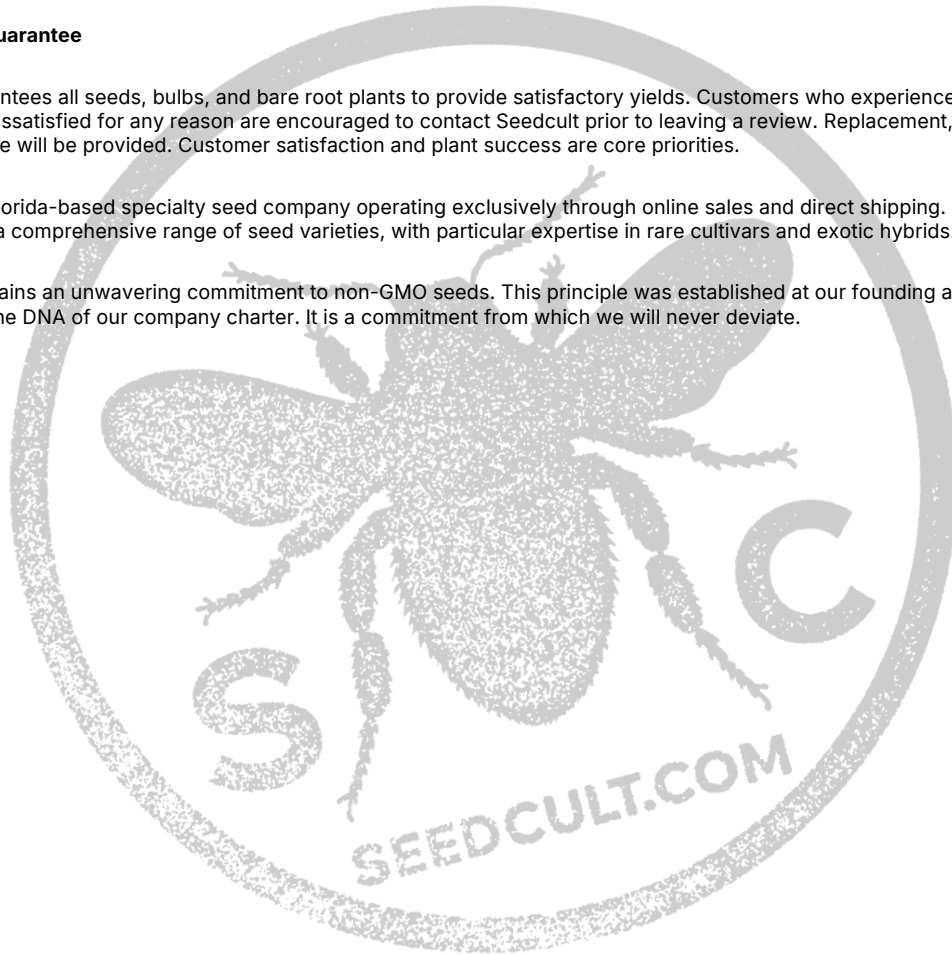 uarantee
ntees all seeds, bulbs, and bare root plants to provide satisfactory yields. Customers who experience
issatisfied for any reason are encouraged to contact Seedcult prior to leaving a review. Replacement,
e will be provided. Customer satisfaction and plant success are core priorities.
orida-based specialty seed company operating exclusively through online sales and direct shipping.
a comprehensive range of seed varieties, with particular expertise in rare cultivars and exotic hybrids
ains an unwavering commitment to non-GMO seeds. This principle was established at our founding a
ne DNA of our company charter. It is a commitment from which we will never deviate.
S C
SEEDCULT.COM